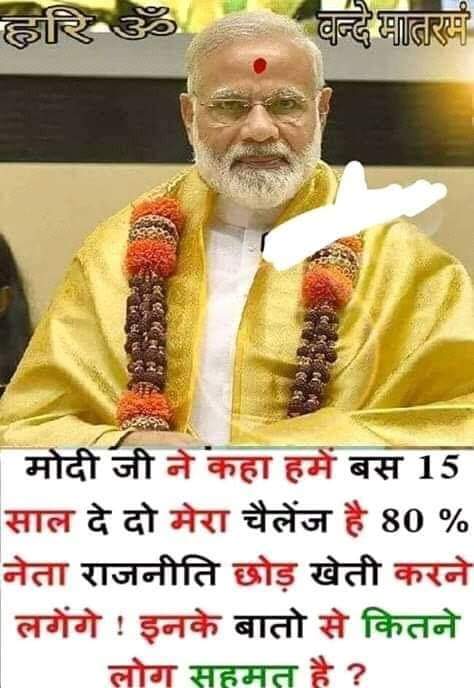 हरि ॐ
वन्दे मातरमं
मोदी जी ने कहा हमें बस 15
साल दे दो मेरा चैलेंज है 80 %
नेता राजनीति छोड़ खेती करने
लगेंगे ! इनके बातो से कितने
लोग सहमत है ?